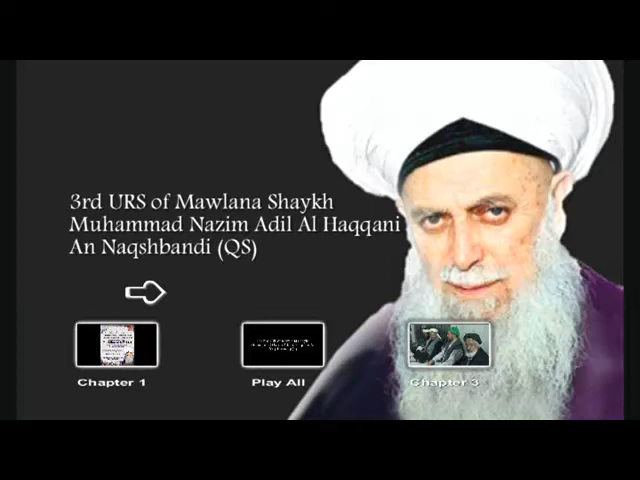 3rd URS of Mawlana Shaykh
Muhammad Nazim Adil Al Haqqani
An Naqshbandi (QS)
Chapter 1
Play All
Chapter 3